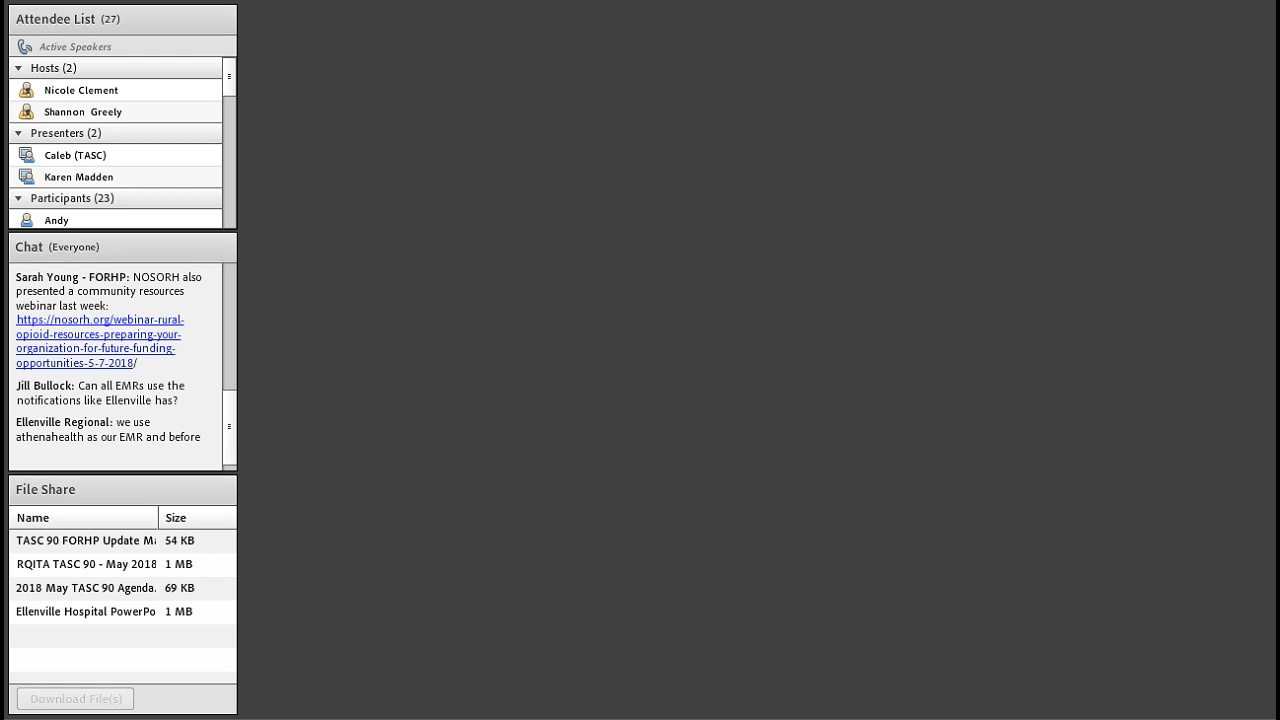 Attendee List (27)
Active Speakers
Hosts (2)
Nicole Clement
Shannon Greely
Presenters (2)
Caleb (TASC)
Karen Madden
Participants (23)
Andy
Chat (Everyone)
Sarah Young - FORHP: NOSORH also
presented a community resources
webinar last week:
https://nosorh.org/webinar-rural-
opioid-resources-preparing-your-
organization-for-future-funding-
opportunities-5-7-2018/
Jill Bullock: Can all EMRs use the
notifications like Ellenville has?
Ellenville Regional: we use
athenahealth as our EMR and before
File Share
Name Size
TASC 90 FORHP Update Ma 54 KB
RQITA TASC 90 - May 2018 1 MB
2018 May TASC 90 Agenda. 69 KB
Ellenville Hospital PowerPo 1 MB
Download File(s)